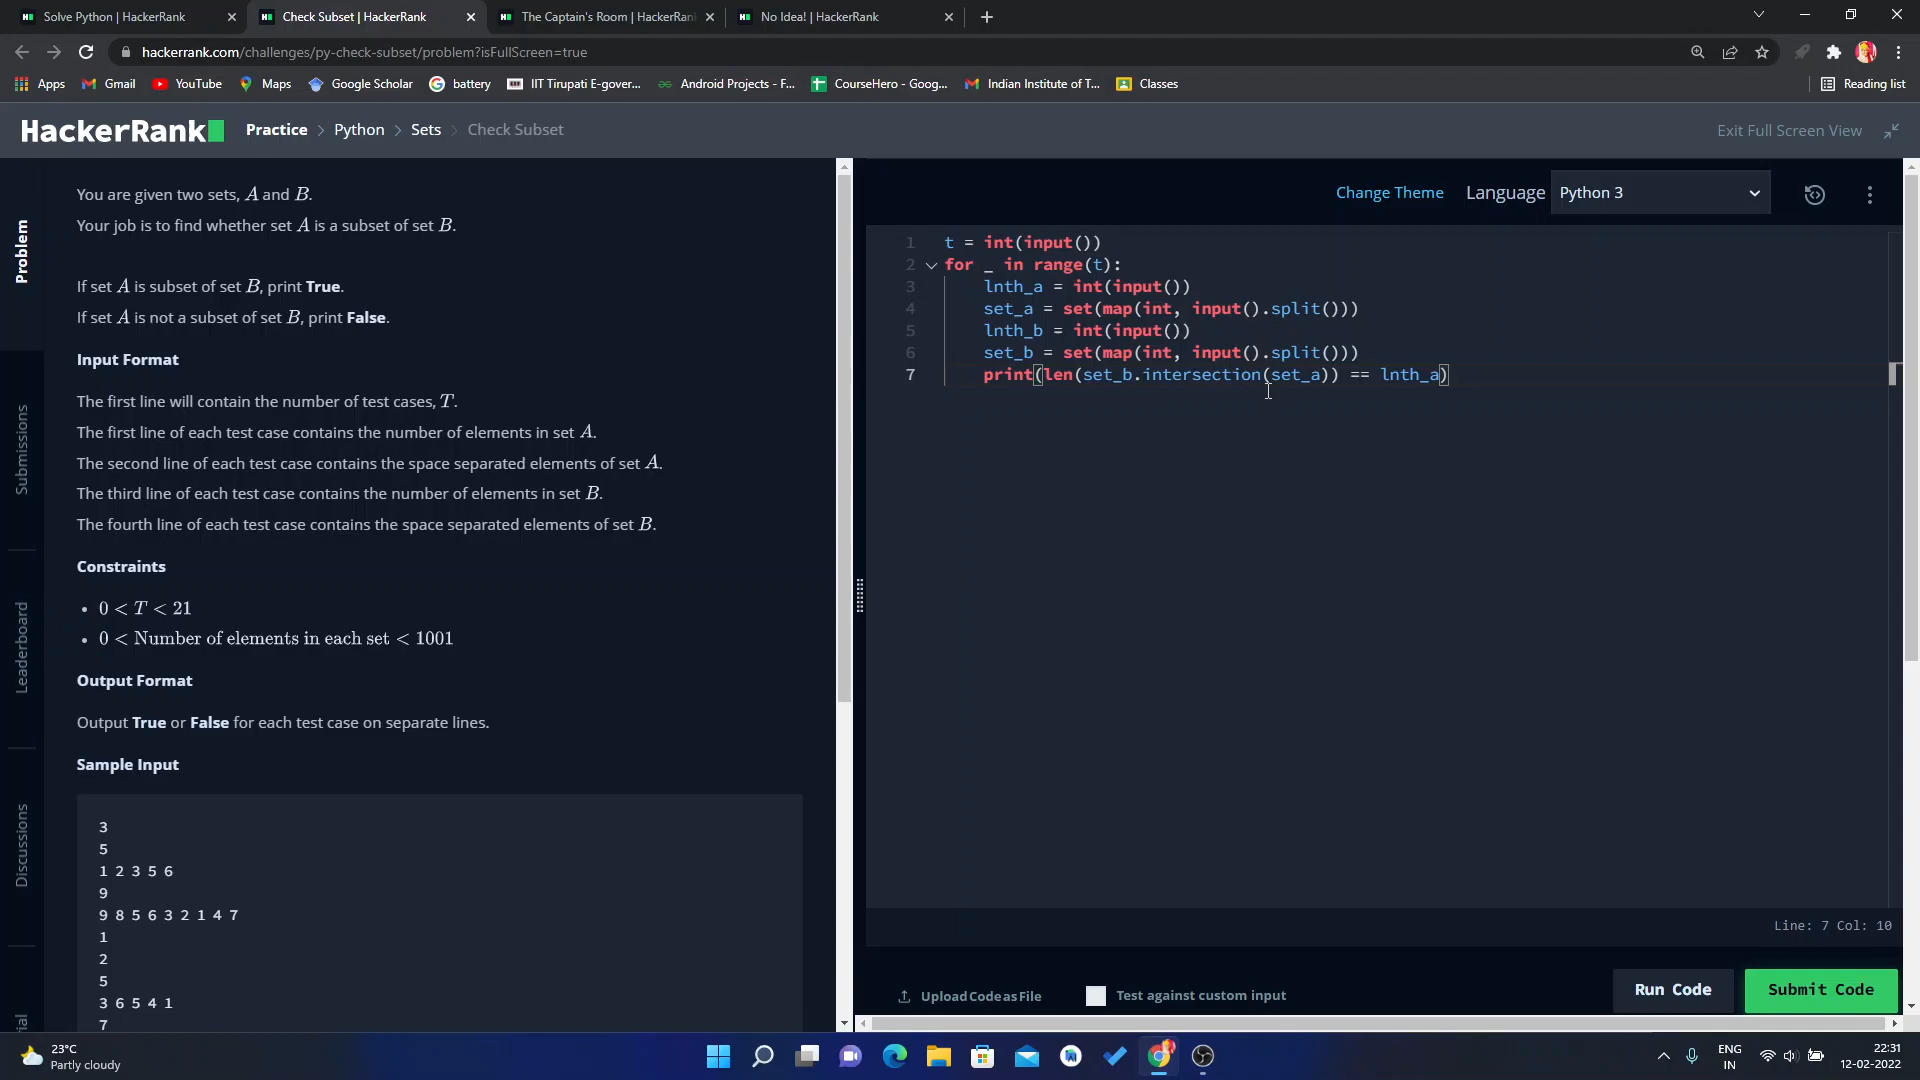 Solve Python | HackerRank
Check Subset | HackerRank
The Captain's Room | HackerRan
No Idea! | HackerRank
hackerrank.com/challenges/py-check-subset/problem?isFullScreen=true
Apps
Gmail
YouTube
Maps
Google Scholar
battery
IIT Tirupati E-gover...
Android Projects - F...
CourseHero - Goog...
Indian Institute of T...
Classes
Reading list
HackerRank
Practice > Python > Sets > Check Subset
Exit Full Screen View
Problem
Submissions
Leaderboard
Discussions
You are given two sets, A and B.
Your job is to find whether set A is a subset of set B.
If set A is subset of set B, print True.
If set A is not a subset of set B, print False.
Input Format
The first line will contain the number of test cases, T.
The first line of each test case contains the number of elements in set A.
The second line of each test case contains the space separated elements of set A.
The third line of each test case contains the number of elements in set B.
The fourth line of each test case contains the space separated elements of set B.
Constraints
• 0 < T < 21
• 0 < Number of elements in each set < 1001
Output Format
Output True or False for each test case on separate lines.
Sample Input
3
5
1 2 3 5 6
9
9 8 5 6 3 2 1 4 7
1
2
5
3 6 5 4 1
7
Change Theme
Language
Python 3
1 t = int(input())
2 for _ in range(t):
3 lnth_a = int(input())
4 set_a = set(map(int, input().split()))
5 lnth_b = int(input())
6 set_b = set(map(int, input().split()))
7 print(len(set_b.intersection(set_a)) == lnth_a)
Line: 7 Col: 10
Upload Code as File
Test against custom input
Run Code
Submit Code
23°C
Partly cloudy
ENG
IN
22:31
12-02-2022